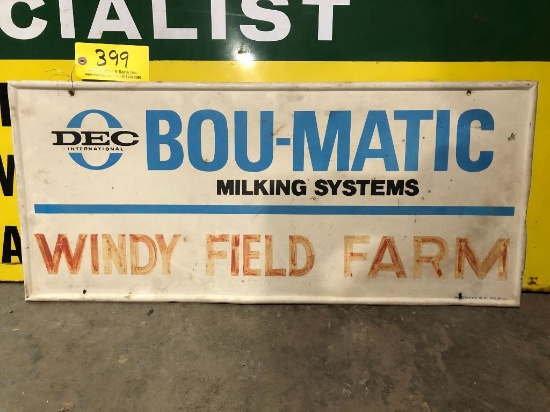 CIALIST
399
DEC
INTERNATIONAL
BOU-MATIC
MILKING SYSTEMS
WINDY FIELD FARM